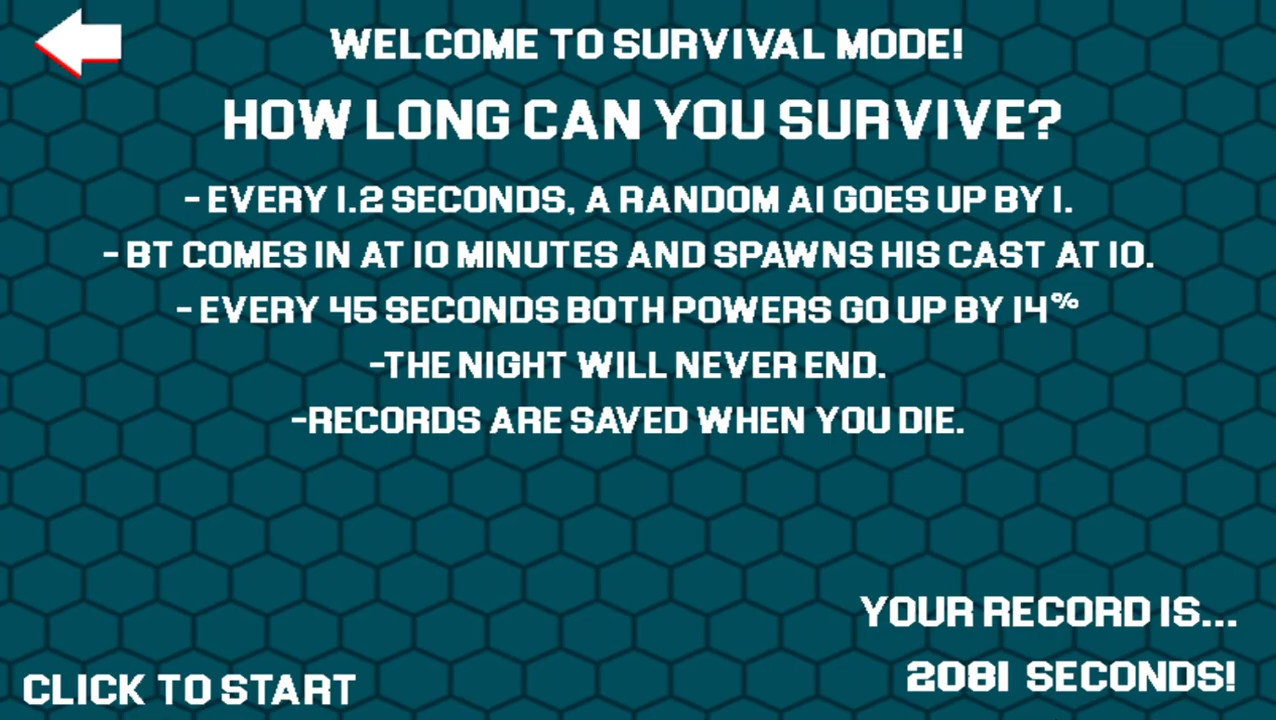 WELCOME TO SURVIVAL MODE!
HOW LONG CAN YOU SURVIVE?
- EVERY 1.2 SECONDS, A RANDOM AI GOES UP BY 1.
- BT COMES IN AT 10 MINUTES AND SPAWNS HIS CAST AT 10.
- EVERY 45 SECONDS BOTH POWERS GO UP BY 14%
-THE NIGHT WILL NEVER END.
-RECORDS ARE SAVED WHEN YOU DIE.
YOUR RECORD IS...
2081 SECONDS!
CLICK TO START